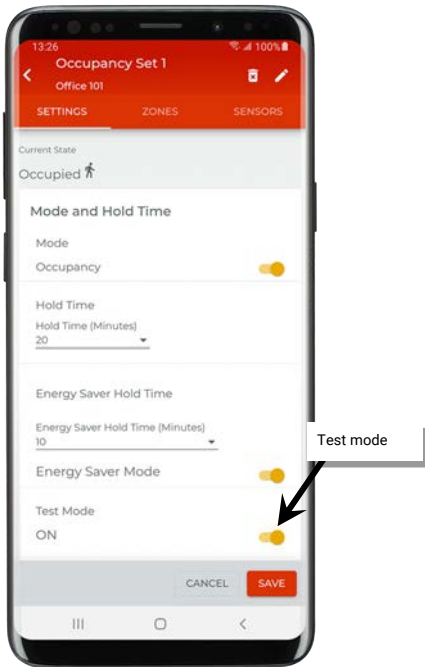 13:26
100%
Occupancy Set 1
Office 101
SETTINGS ZONES SENSORS
Current State
Occupied
Mode and Hold Time
Mode
Occupancy
Hold Time
Hold Time (Minutes)
20
Energy Saver Hold Time
Energy Saver Hold Time (Minutes)
10
Energy Saver Mode
Test mode
Test Mode
ON
CANCEL SAVE